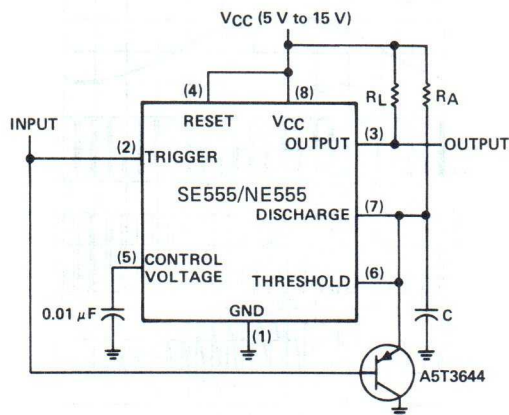 VCC (5 V to 15 V)
(4)
(8)
RL
RA
RESET
VCC
INPUT
(2)
TRIGGER
OUTPUT
(3)
OUTPUT
SE555/NE555
DISCHARGE
(7)
(5)
CONTROL
VOLTAGE
THRESHOLD
(6)
0.01 μF
GND
(1)
C
A5T3644